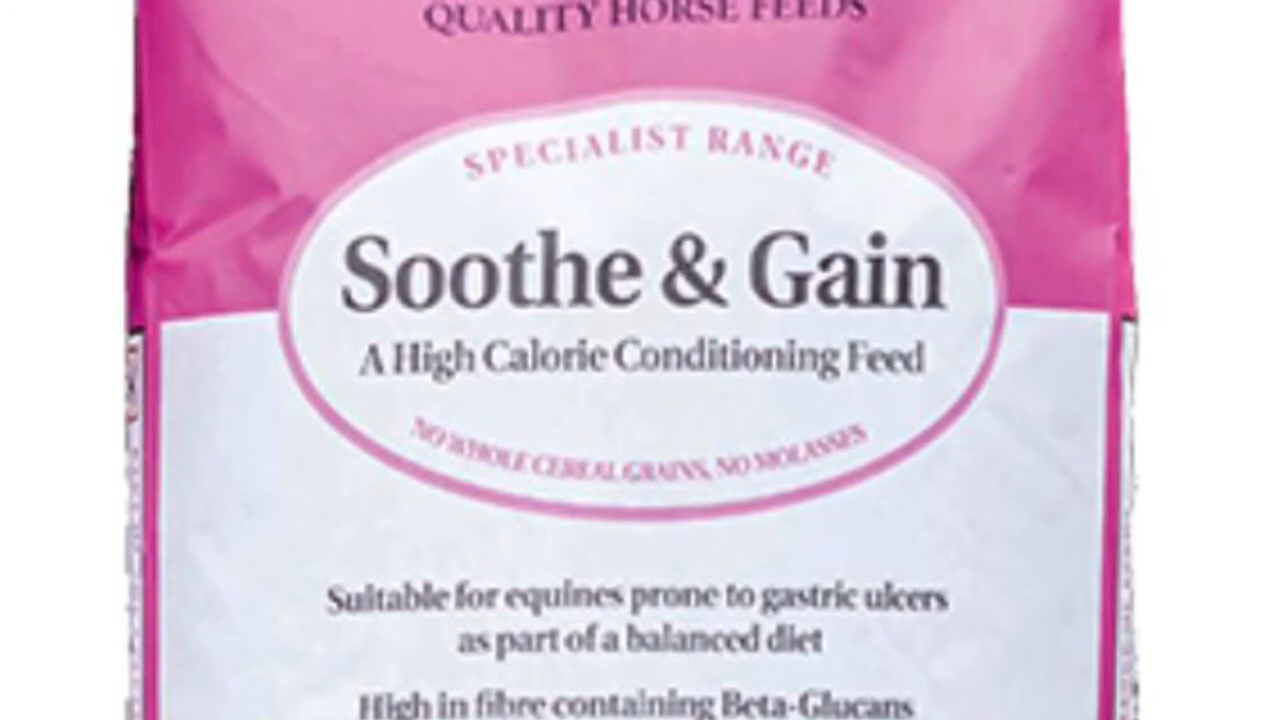 QUALITY HORSE FEEDS
SPECIALIST RANGE
Soothe & Gain
A High Calorie Conditioning Feed
NO WHOLE CEREAL GRAINS, NO MOLASSES
Suitable for equines prone to gastric ulcers
as part of a balanced diet
High in fibre containing Beta-Glucans